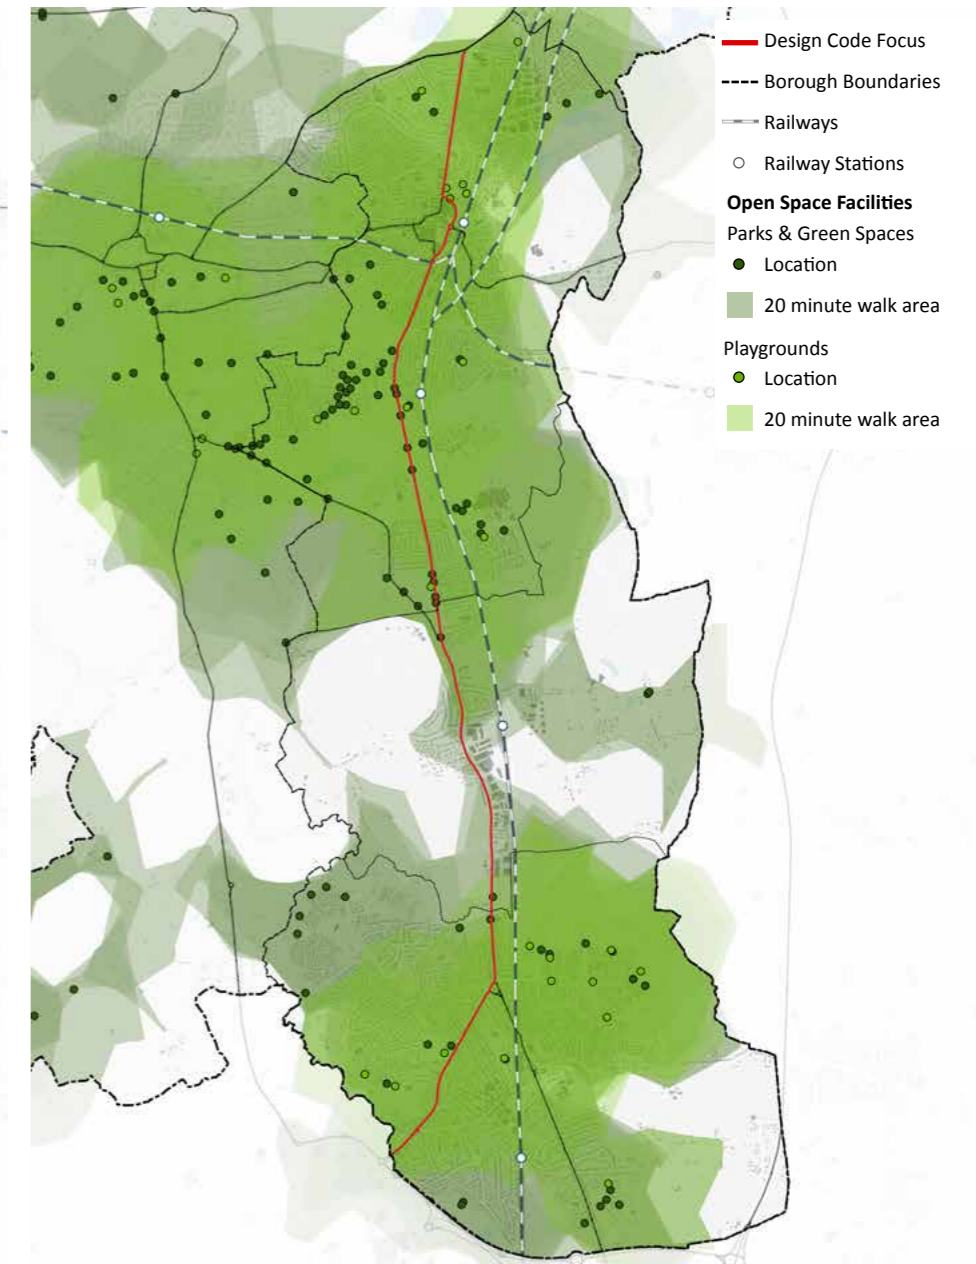 Design Code Focus
Borough Boundaries
Railways
Railway Stations
Open Space Facilities
Parks & Green Spaces
Location
20 minute walk area
Playgrounds
Location
20 minute walk area